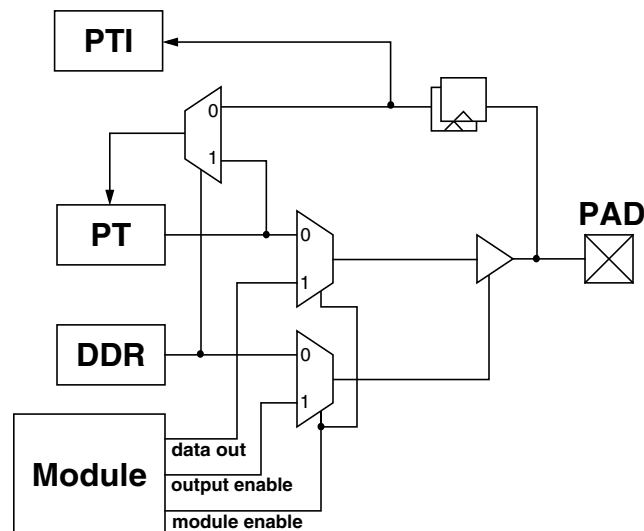 PTI
0
1
PT
PAD
0
1
DDR
0
1
Module
data out
output enable
module enable